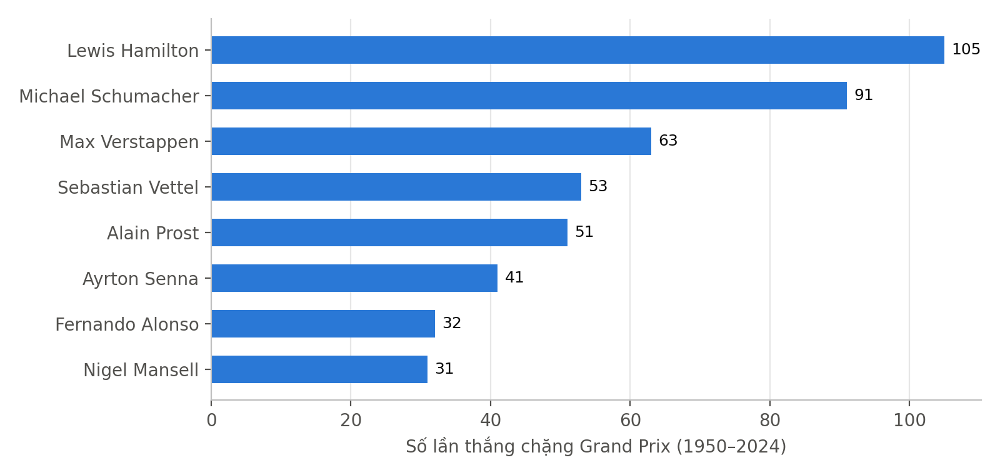 Lewis Hamilton 105
Michael Schumacher 91
Max Verstappen 63
Sebastian Vettel 53
Alain Prost 51
Ayrton Senna 41
Fernando Alonso 32
Nigel Mansell 31
0 20 40 60 80 100
Số lần thắng chặng Grand Prix (1950–2024)